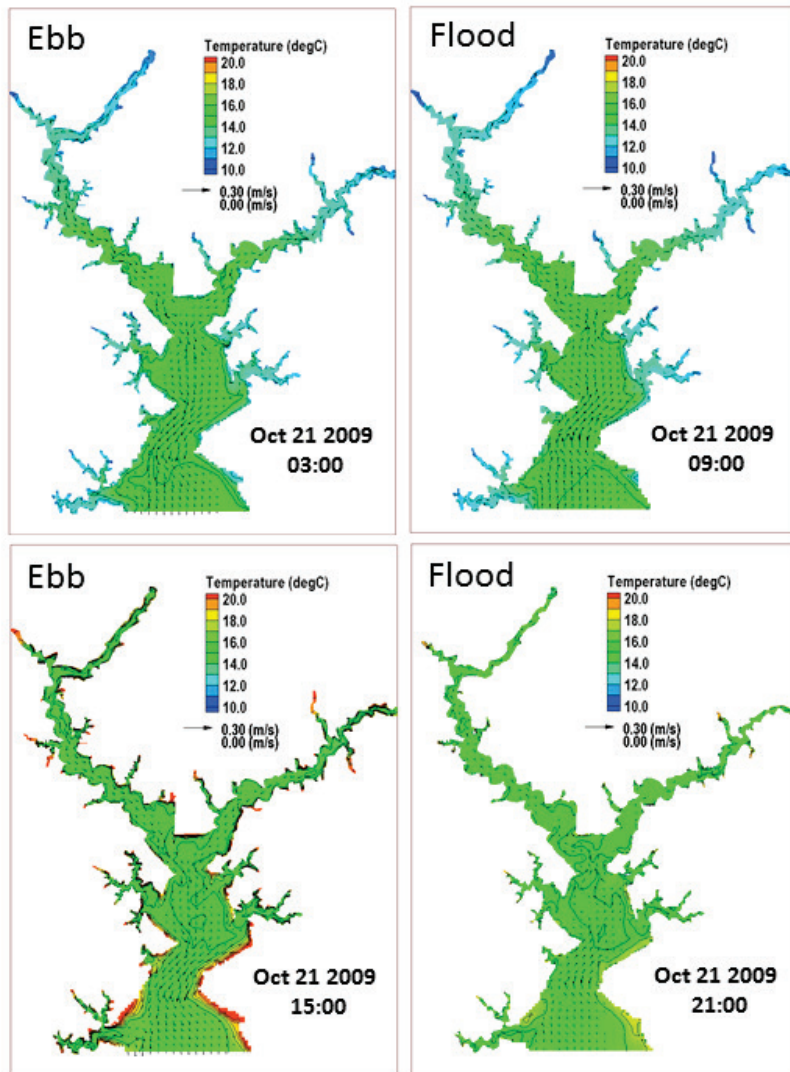 Ebb
Temperature (degC)
20.0
18.0
16.0
14.0
12.0
10.0
0.30 (m/s)
0.00 (m/s)
Oct 21 2009
03:00
Flood
Temperature (degC)
20.0
18.0
16.0
14.0
12.0
10.0
0.30 (m/s)
0.00 (m/s)
Oct 21 2009
09:00
Ebb
Temperature (degC)
20.0
18.0
16.0
14.0
12.0
10.0
0.30 (m/s)
0.00 (m/s)
Oct 21 2009
15:00
Flood
Temperature (degC)
20.0
18.0
16.0
14.0
12.0
10.0
0.30 (m/s)
0.00 (m/s)
Oct 21 2009
21:00